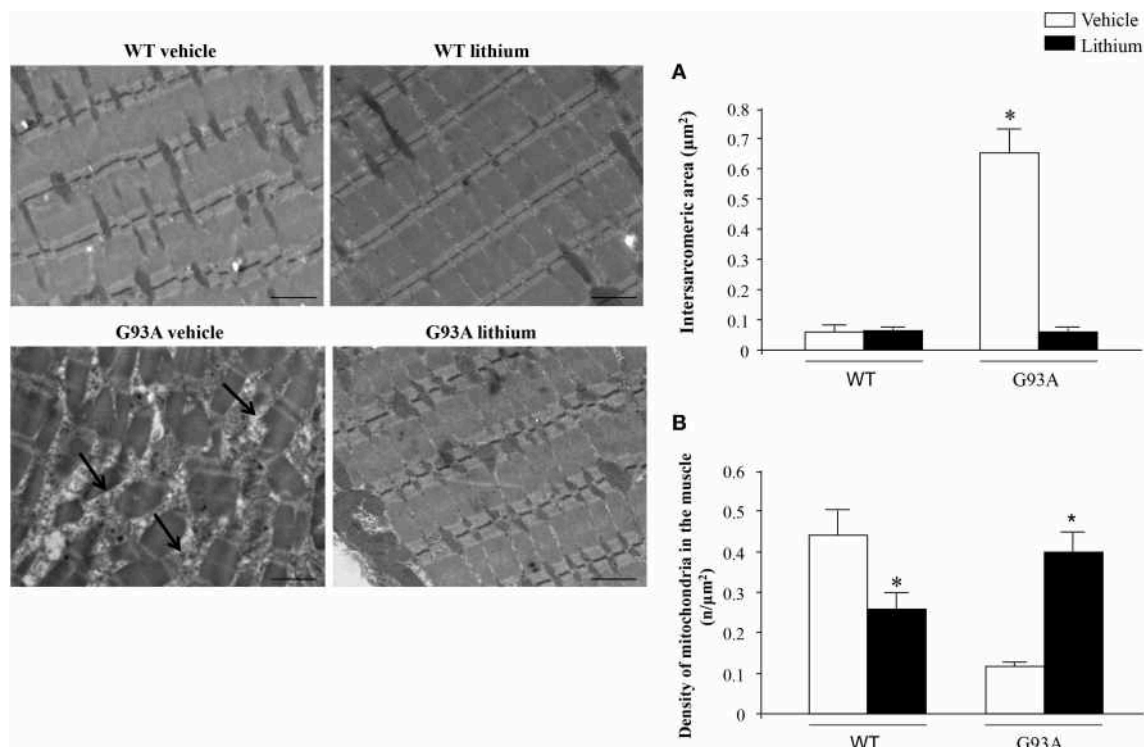 Vehicle
Lithium
WT vehicle
WT lithium
G93A vehicle
G93A lithium
A
Intersarcomeric area (µm²)
0.8
0.7
0.6
0.5
0.4
0.3
0.2
0.1
0
*
WT
G93A
B
Density of mitochondria in the muscle
(n/µm²)
0.6
0.5
0.4
0.3
0.2
0.1
0
*
*
WT
G93A